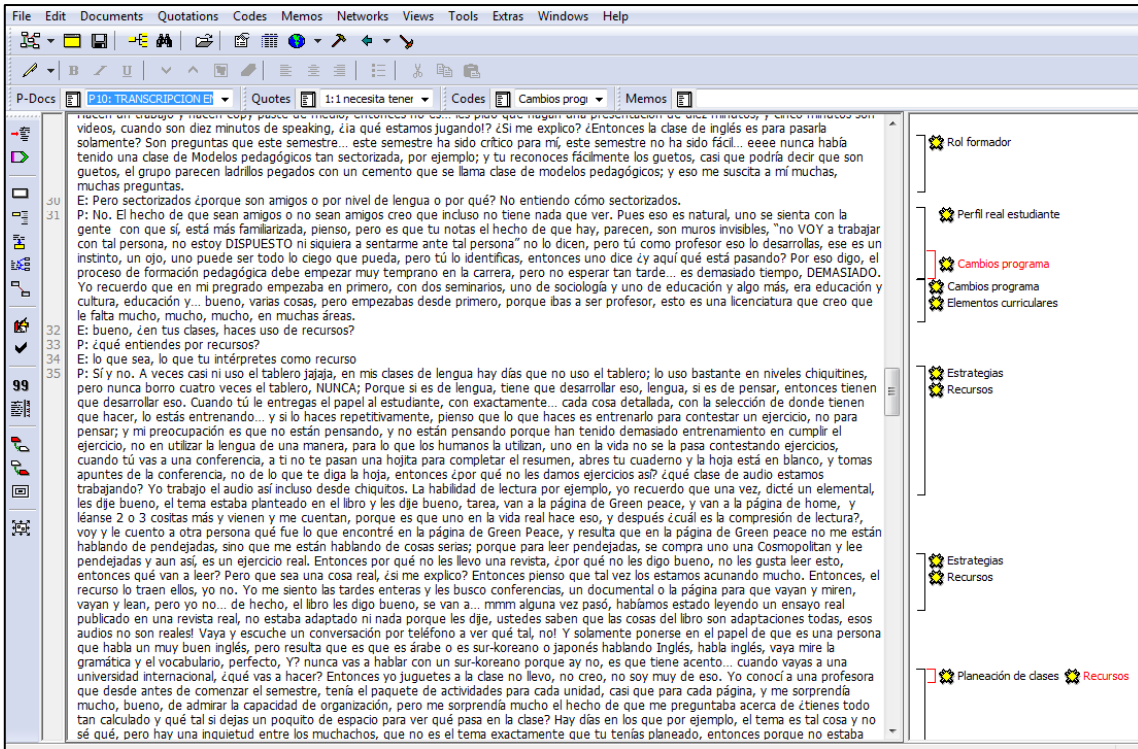 File Edit Documents Quotations Codes Memos Networks Views Tools Extras Windows Help
B I U
P-Docs P10: TRANSCRIPCION EN Quotes 1:1 necesita tener Codes Cambios progi Memos
hacen un trabajo y hacen copy paste de medio, entonces no es... les pido que hagan una presentación de diez minutos, y cinco minutos son
videos, cuando son diez minutos de speaking, ¿¡a qué estamos jugando!? ¿Si me explico? ¿Entonces la clase de inglés es para pasarla
solamente? Son preguntas que este semestre... este semestre ha sido crítico para mí, este semestre no ha sido fácil... eeee nunca había
tenido una clase de Modelos pedagógicos tan sectorizada, por ejemplo; y tu reconoces fácilmente los guetos, casi que podría decir que son
guetos, el grupo parecen ladrillos pegados con un cemento que se llama clase de modelos pedagógicos; y eso me suscita a mí muchas,
muchas preguntas.
30 E: Pero sectorizados ¿porque son amigos o por nivel de lengua o por qué? No entiendo cómo sectorizados.
31 P: No. El hecho de que sean amigos o no sean amigos creo que incluso no tiene nada que ver. Pues eso es natural, uno se sienta con la
gente con que sí, está más familiarizada, pienso, pero es que tu notas el hecho de que hay, parecen, son muros invisibles, "no VOY a trabajar
con tal persona, no estoy DISPUESTO ni siquiera a sentarme ante tal persona" no lo dicen, pero tú como profesor eso lo desarrollas, ese es un
instinto, un ojo, uno puede ser todo lo ciego que pueda, pero tú lo identificas, entonces uno dice ¿y aquí qué está pasando? Por eso digo, el
proceso de formación pedagógica debe empezar muy temprano en la carrera, pero no esperar tan tarde... es demasiado tiempo, DEMASIADO.
Yo recuerdo que en mi pregrado empezaba en primero, con dos seminarios, uno de sociología y uno de educación y algo más, era educación y
cultura, educación y... bueno, varias cosas, pero empezabas desde primero, porque ibas a ser profesor, esto es una licenciatura que creo que
le falta mucho, mucho, mucho, en muchas áreas.
32 E: bueno, ¿en tus clases, haces uso de recursos?
33 P: ¿qué entiendes por recursos?
34 E: lo que sea, lo que tu intérpretes como recurso
35 P: Sí y no. A veces casi ni uso el tablero jajaja, en mis clases de lengua hay días que no uso el tablero; lo uso bastante en niveles chiquitines,
pero nunca borro cuatro veces el tablero, NUNCA; Porque si es de lengua, tiene que desarrollar eso, lengua, si es de pensar, entonces tienen
que desarrollar eso. Cuando tú le entregas el papel al estudiante, con exactamente... cada cosa detallada, con la selección de donde tienen
que hacer, lo estás entrenando... y si lo haces repetitivamente, pienso que lo que haces es entrenarlo para contestar un ejercicio, no para
pensar; y mi preocupación es que no están pensando, y no están pensando porque han tenido demasiado entrenamiento en cumplir el
ejercicio, no en utilizar la lengua de una manera, para lo que los humanos la utilizan, uno en la vida no se la pasa contestando ejercicios,
cuando tú vas a una conferencia, a ti no te pasan una hojita para completar el resumen, abres tu cuaderno y la hoja está en blanco, y tomas
apuntes de la conferencia, no de lo que te diga la hoja, entonces ¿por qué no les damos ejercicios así? ¿qué clase de audio estamos
trabajando? Yo trabajo el audio así incluso desde chiquitos. La habilidad de lectura por ejemplo, yo recuerdo que una vez, dicté un elemental,
les dije bueno, el tema estaba planteado en el libro y les dije bueno, tarea, van a la página de Green peace, y van a la página de home, y
léanse 2 o 3 cositas más y vienen y me cuentan, porque es que uno en la vida real hace eso, y después ¿cuál es la compresión de lectura?,
voy y le cuento a otra persona qué fue lo que encontré en la página de Green Peace, y resulta que en la página de Green peace no me están
hablando de pendejadas, sino que me están hablando de cosas serias; porque para leer pendejadas, se compra uno una Cosmopolitan y lee
pendejadas y aun así, es un ejercicio real. Entonces por qué no les llevo una revista, ¿por qué no les digo bueno, no les gusta leer esto,
entonces qué van a leer? Pero que sea una cosa real, ¿si me explico? Entonces pienso que tal vez los estamos acunando mucho. Entonces, el
recurso lo traen ellos, yo no. Yo me siento las tardes enteras y les busco conferencias, un documental o la página para que vayan y miren,
vayan y lean, pero yo no... de hecho, el libro les digo bueno, se van a... mmm alguna vez pasó, habíamos estado leyendo un ensayo real
publicado en una revista real, no estaba adaptado ni nada porque les dije, ustedes saben que las cosas del libro son adaptaciones todas, esos
audios no son reales! Vaya y escuche un conversación por teléfono a ver qué tal, no! Y solamente ponerse en el papel de que es una persona
que habla un muy buen inglés, pero resulta que es que es árabe o es sur-koreano o japonés hablando Inglés, habla inglés, vaya mire la
gramática y el vocabulario, perfecto, Y? nunca vas a hablar con un sur-koreano porque ay no, es que tiene acento... cuando vayas a una
universidad internacional, ¿qué vas a hacer? Entonces yo juguetes a la clase no llevo, no creo, no soy muy de eso. Yo conocí a una profesora
que desde antes de comenzar el semestre, tenía el paquete de actividades para cada unidad, casi que para cada página, y me sorprendía
mucho, bueno, de admirar la capacidad de organización, pero me sorprendía mucho el hecho de que me preguntaba acerca de ¿tienes todo
tan calculado y qué tal si dejas un poquito de espacio para ver qué pasa en la clase? Hay días en los que por ejemplo, el tema es tal cosa y no
sé qué, pero hay una inquietud entre los muchachos, que no es el tema exactamente que tu tenías planeado, entonces porque no estaba
Rol formador
Perfil real estudiante
Cambios programa
Cambios programa
Elementos curriculares
Estrategias
Recursos
Estrategias
Recursos
Planeación de clases Recursos